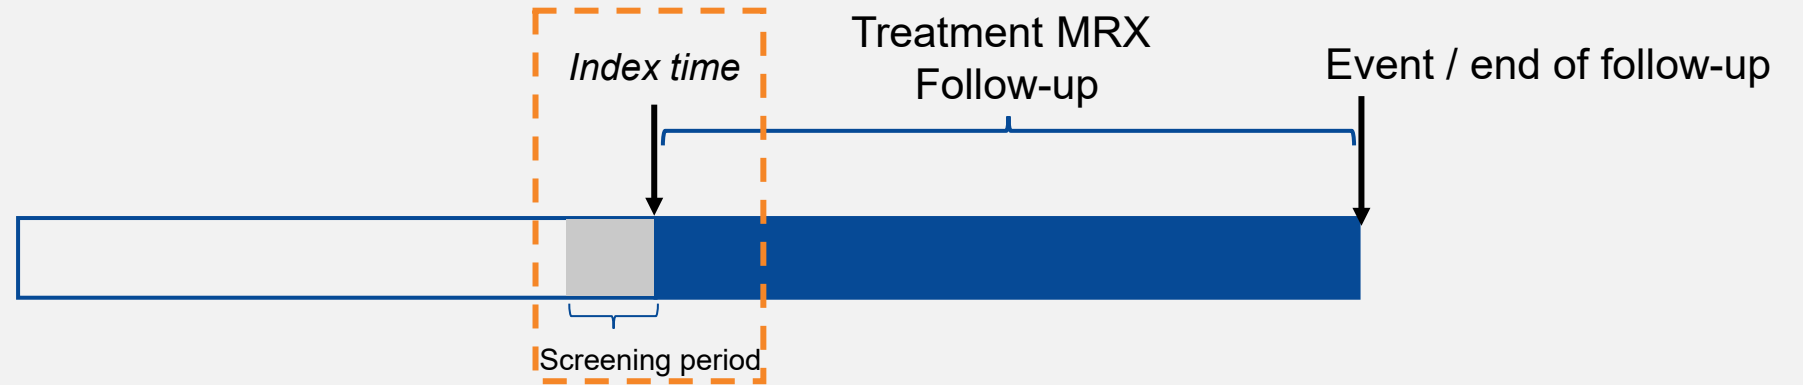 Index time
Treatment MRX
Follow-up
Event / end of follow-up
Screening period